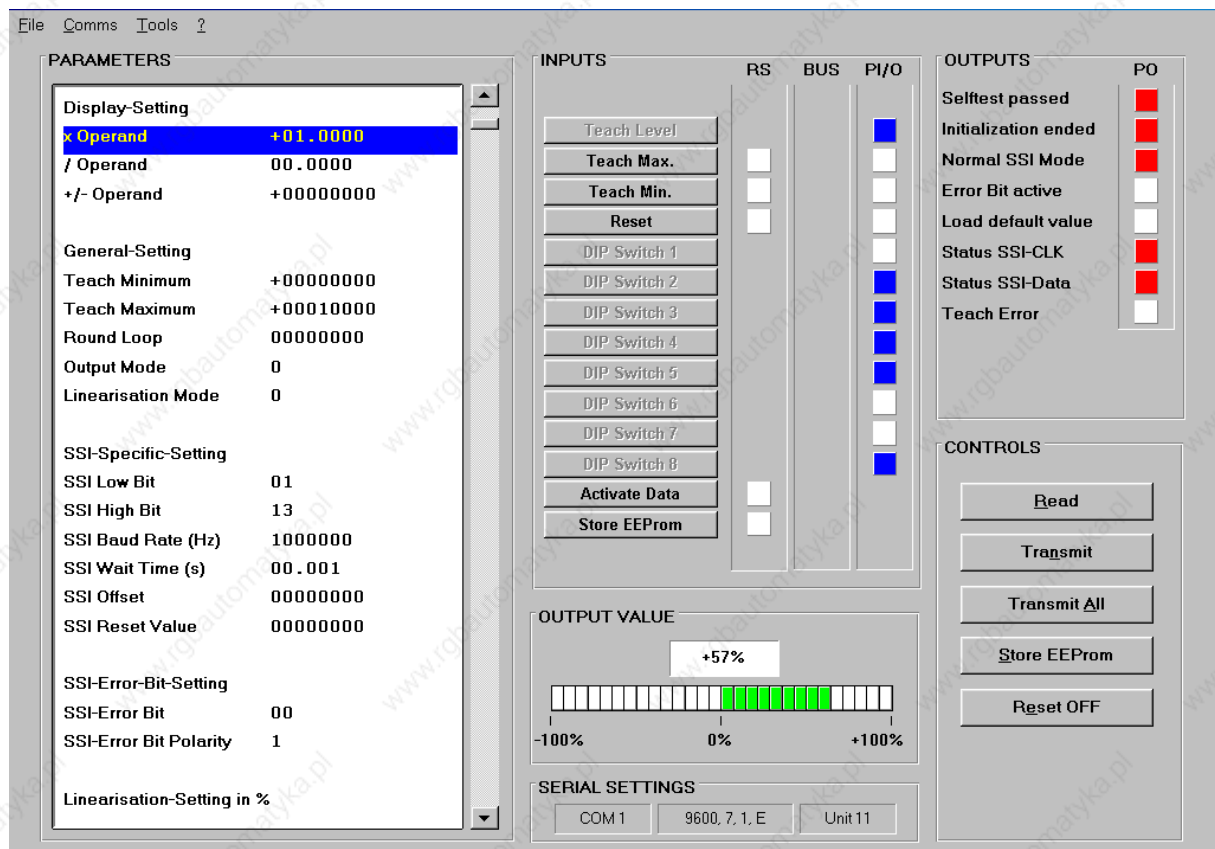 File Comms Tools ?
PARAMETERS
Display-Setting
x Operand +01.0000
/ Operand 00.0000
+/- Operand +00000000
General-Setting
Teach Minimum +00000000
Teach Maximum +00010000
Round Loop 00000000
Output Mode 0
Linearisation Mode 0
SSI-Specific-Setting
SSI Low Bit 01
SSI High Bit 13
SSI Baud Rate (Hz) 1000000
SSI Wait Time (s) 00.001
SSI Offset 00000000
SSI Reset Value 00000000
SSI-Error-Bit-Setting
SSI-Error Bit 00
SSI-Error Bit Polarity 1
Linearisation-Setting in %
INPUTS
RS BUS PI/O
Teach Level
Teach Max.
Teach Min.
Reset
DIP Switch 1
DIP Switch 2
DIP Switch 3
DIP Switch 4
DIP Switch 5
DIP Switch 6
DIP Switch 7
DIP Switch 8
Activate Data
Store EEProm
OUTPUT VALUE
+57%
-100% 0% +100%
SERIAL SETTINGS
COM 1 9600, 7, 1, E Unit 11
OUTPUTS
PO
Selftest passed
Initialization ended
Normal SSI Mode
Error Bit active
Load default value
Status SSI-CLK
Status SSI-Data
Teach Error
CONTROLS
Read
Transmit
Transmit All
Store EEProm
Reset OFF
www.rgbautomatyka.pl